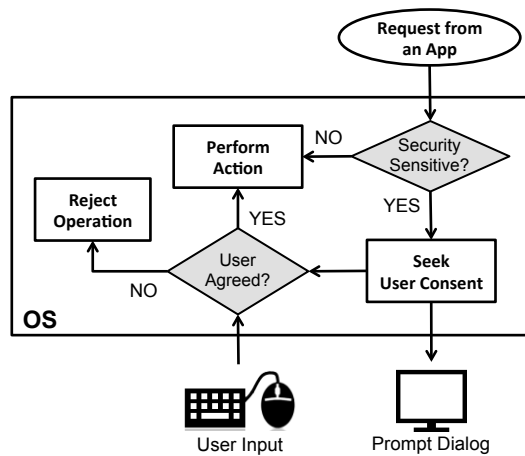 Request from
an App
NO
Security
Sensitive?
Perform
Action
Reject
Operation
YES
YES
User
Agreed?
Seek
User Consent
NO
OS
User Input
Prompt Dialog